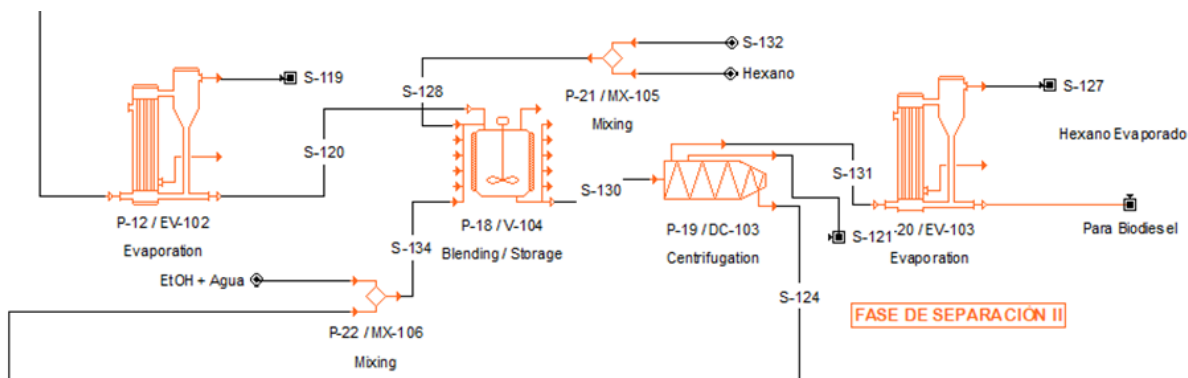 S-119
S-120
P-12 / EV-102
Evaporation
S-132
Hexano
P-21 / MX-105
Mixing
S-128
P-18 / V-104
Blending / Storage
S-130
S-134
EtOH + Agua
P-22 / MX-106
Mixing
P-19 / DC-103
Centrifugation
S-131
S-121
S-124
S-127
Hexano Evaporado
-20 / EV-103
Evaporation
Para Biodiesel
FASE DE SEPARACIÓN II